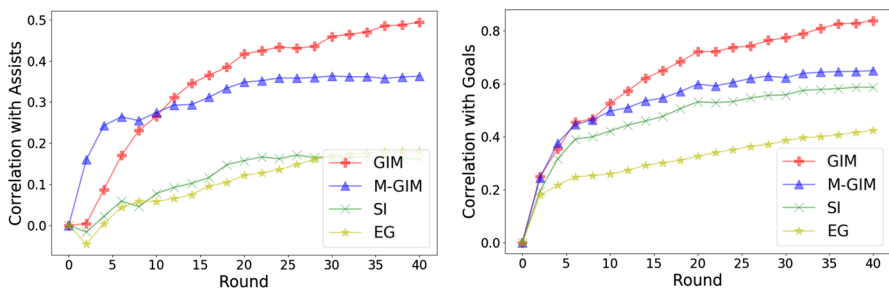 Correlation with Assists
0.5
0.4
0.3
0.2
0.1
0.0
0 5 10 15 20 25 30 35 40
Round
GIM
M-GIM
SI
EG
Correlation with Goals
0.8
0.6
0.4
0.2
0.0
0 5 10 15 20 25 30 35 40
Round
GIM
M-GIM
SI
EG